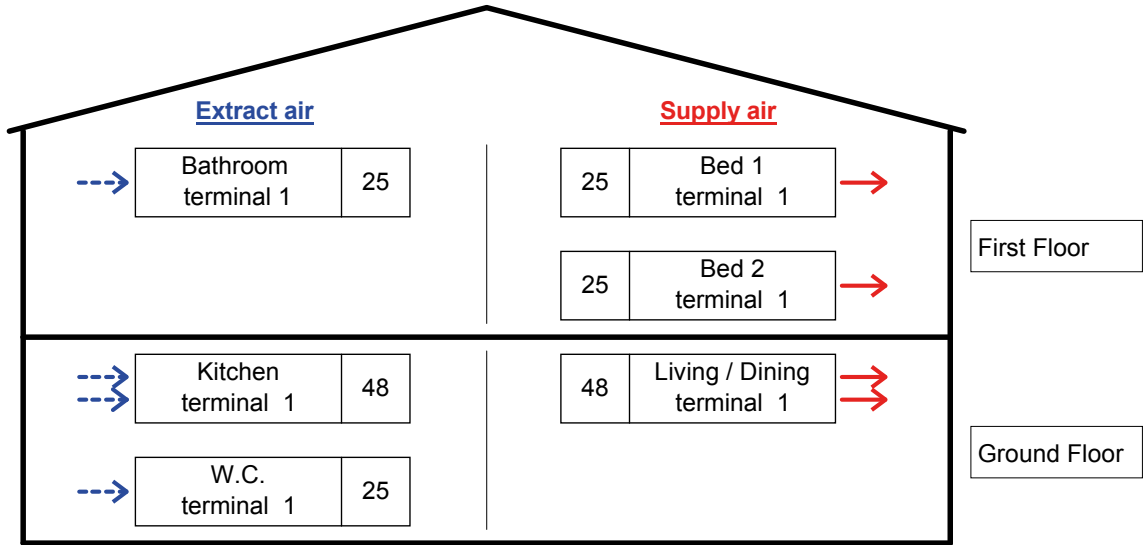 Extract air
Supply air
Bathroom
terminal 1
25
25
Bed 1
terminal 1
First Floor
25
Bed 2
terminal 1
Kitchen
terminal 1
48
48
Living / Dining
terminal 1
Ground Floor
W.C.
terminal 1
25